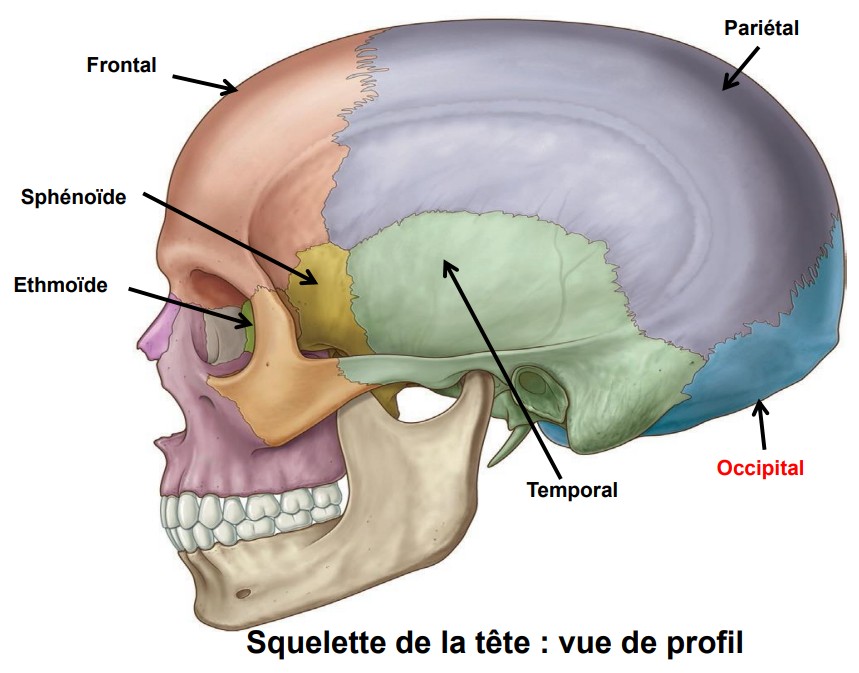 Pariétal
Frontal
Sphénoïde
Ethmoïde
Occipital
Temporal
Squelette de la tête : vue de profil